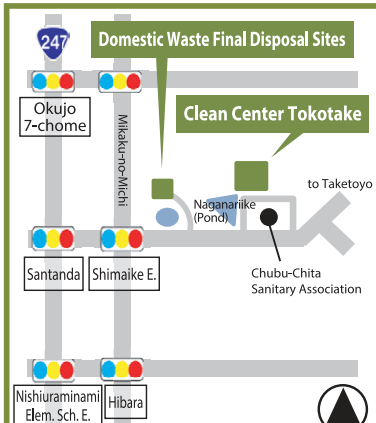 247
Domestic Waste Final Disposal Sites
Okujo
7-chome
Mikaku-no-Michi
Clean Center Tokotake
Naganariike
(Pond)
to Taketoyo
Santanda
Shimaike E.
Chubu-Chita
Sanitary Association
Nishiuraminami
Elem. Sch. E.
Hibara